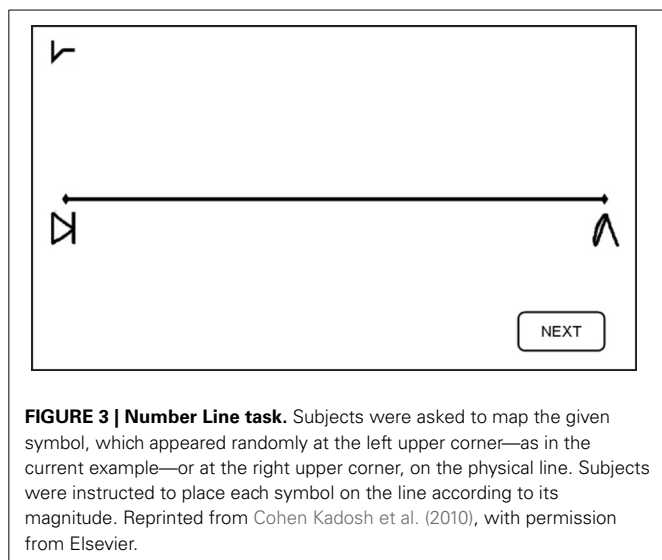 NEXT
FIGURE 3 | Number Line task. Subjects were asked to map the given
symbol, which appeared randomly at the left upper corner—as in the
current example—or at the right upper corner, on the physical line. Subjects
were instructed to place each symbol on the line according to its
magnitude. Reprinted from Cohen Kadosh et al. (2010), with permission
from Elsevier.